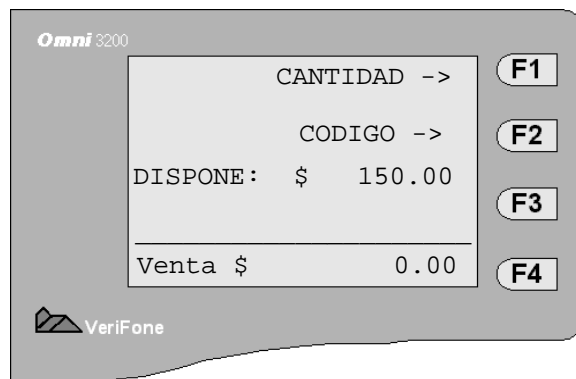 Omni 3200
CANTIDAD ->
F1
CODIGO ->
F2
DISPONE: $ 150.00
F3
Venta $ 0.00
F4
VeriFone